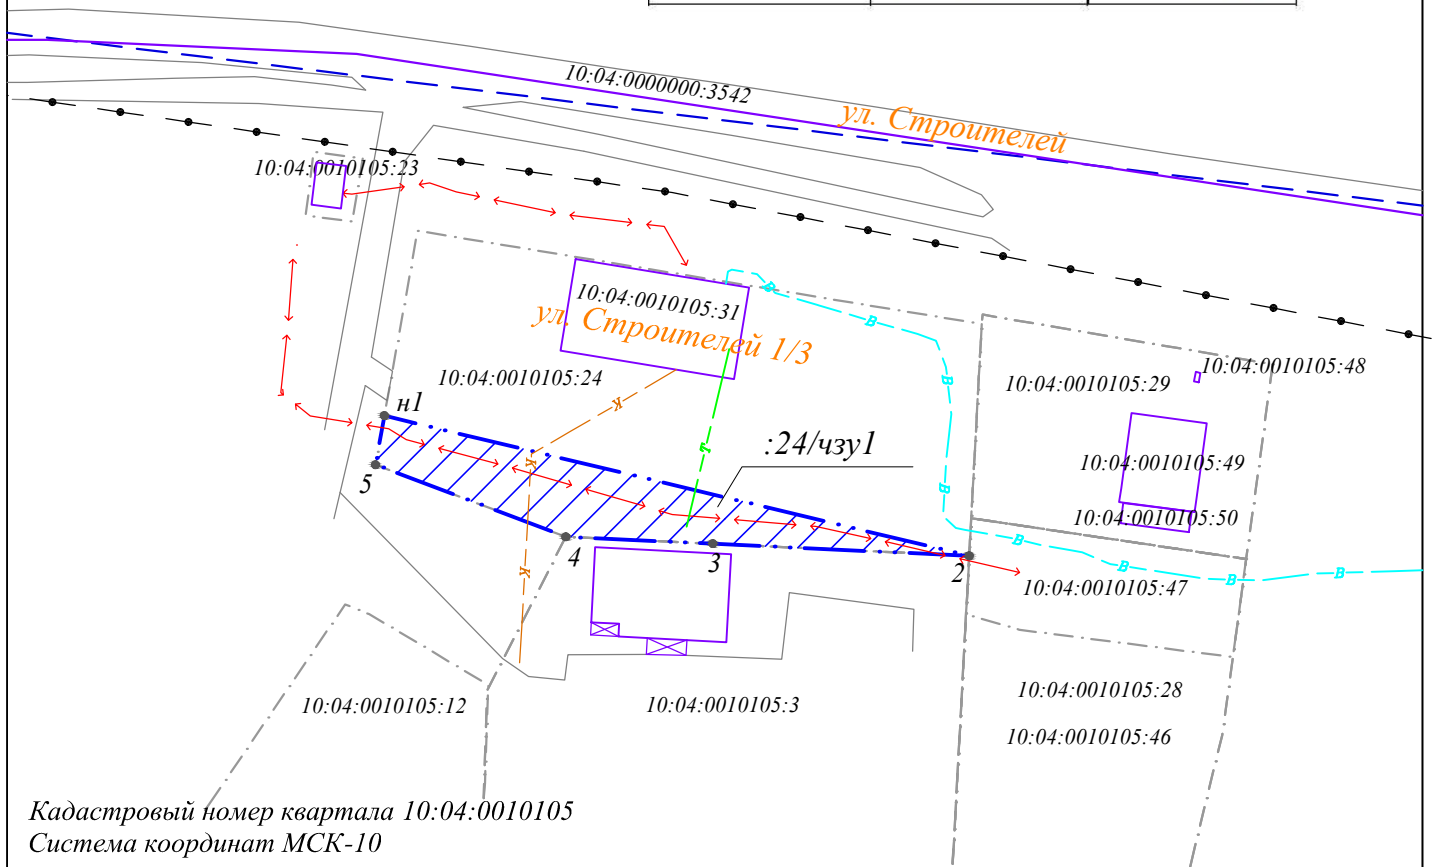 10:04:0000000:3542
ул. Строителей
10:04:0010105:23
10:04:0010105:31
ул. Строителей 1/3
В
В
10:04:0010105:24
К
10:04:0010105:29
10:04:0010105:48
В
н1
:24/чзу1
Т
К
10:04:0010105:49
5
В
10:04:0010105:50
4
3
2
В
В
В
В
К
10:04:0010105:47
10:04:0010105:12
10:04:0010105:3
10:04:0010105:28
10:04:0010105:46
Кадастровый номер квартала 10:04:0010105
Система координат МСК-10